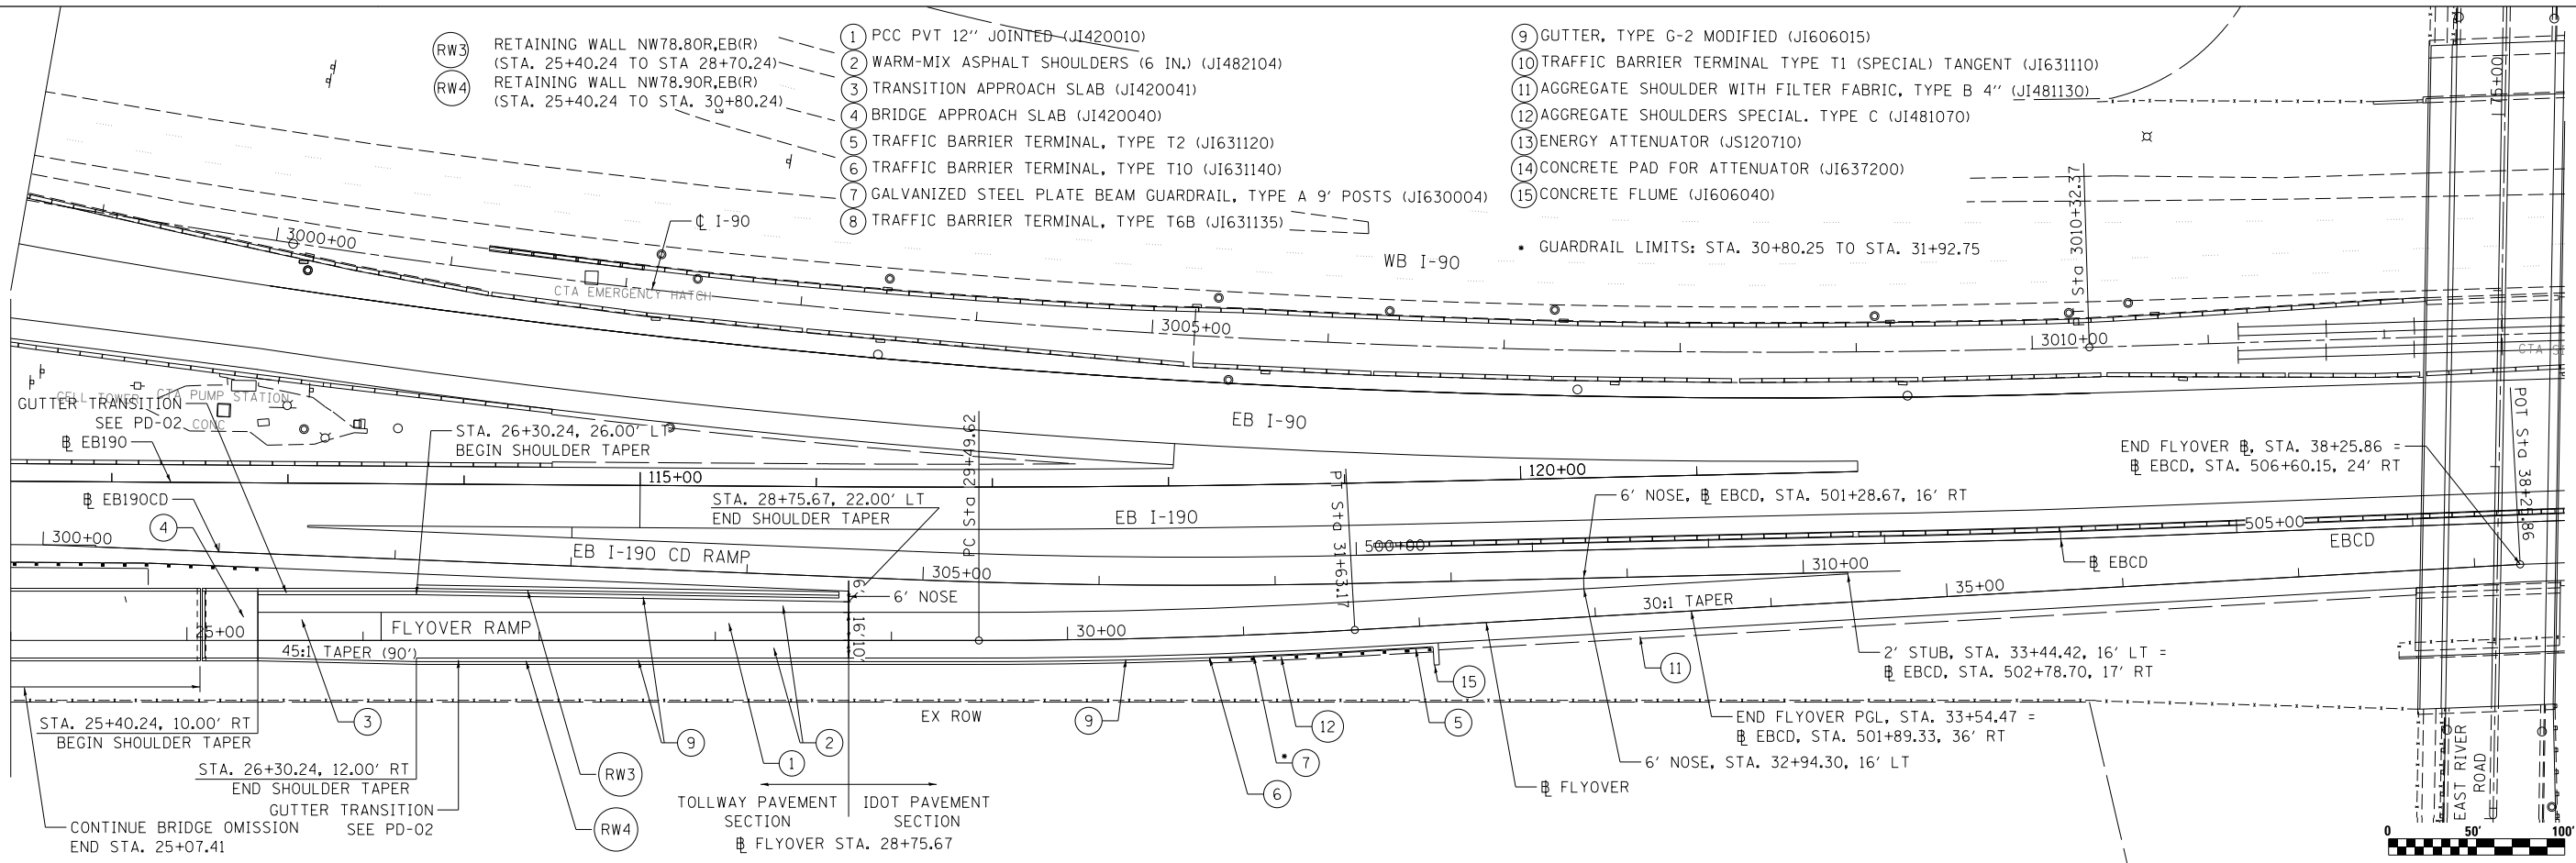 RW3 RETAINING WALL NW78.80R,EB(R)
(STA. 25+40.24 TO STA 28+70.24)
RW4 RETAINING WALL NW78.90R,EB(R)
(STA. 25+40.24 TO STA. 30+80.24)
1 PCC PVT 12'' JOINTED (JI420010)
2 WARM-MIX ASPHALT SHOULDERS (6 IN.) (JI482104)
3 TRANSITION APPROACH SLAB (JI420041)
4 BRIDGE APPROACH SLAB (JI420040)
5 TRAFFIC BARRIER TERMINAL, TYPE T2 (JI631120)
6 TRAFFIC BARRIER TERMINAL, TYPE T10 (JI631140)
7 GALVANIZED STEEL PLATE BEAM GUARDRAIL, TYPE A 9' POSTS (JI630004)
8 TRAFFIC BARRIER TERMINAL, TYPE T6B (JI631135)
9 GUTTER, TYPE G-2 MODIFIED (JI606015)
10 TRAFFIC BARRIER TERMINAL TYPE T1 (SPECIAL) TANGENT (JI631110)
11 AGGREGATE SHOULDER WITH FILTER FABRIC, TYPE B 4'' (JI481130)
12 AGGREGATE SHOULDERS SPECIAL. TYPE C (JI481070)
13 ENERGY ATTENUATOR (JS120710)
14 CONCRETE PAD FOR ATTENUATOR (JI637200)
15 CONCRETE FLUME (JI606040)
* GUARDRAIL LIMITS: STA. 30+80.25 TO STA. 31+92.75
75+00
℄ I-90
3000+00
CTA EMERGENCY HATCH
WB I-90
Sta 3010+32.37
3005+00
3010+00
CELL TOWER
CTA PUMP STATION
CONC
GUTTER TRANSITION
SEE PD-02
B EB190
B EB190CD
4
STA. 26+30.24, 26.00' LT
BEGIN SHOULDER TAPER
EB I-90
PC Sta 29+49.62
PT Sta 31+63.17
POT Sta 38+25.86
END FLYOVER B, STA. 38+25.86 =
B EBCD, STA. 506+60.15, 24' RT
115+00
120+00
STA. 28+75.67, 22.00' LT
END SHOULDER TAPER
6' NOSE, B EBCD, STA. 501+28.67, 16' RT
EB I-190
300+00
EB I-190 CD RAMP
305+00
500+00
310+00
505+00
EBCD
B EBCD
6' NOSE
6'
16'
10'
25+00
FLYOVER RAMP
30+00
30:1 TAPER
35+00
45:1 TAPER (90')
2' STUB, STA. 33+44.42, 16' LT =
B EBCD, STA. 502+78.70, 17' RT
11
15
STA. 25+40.24, 10.00' RT
BEGIN SHOULDER TAPER
3
EX ROW
9
12
5
END FLYOVER PGL, STA. 33+54.47 =
B EBCD, STA. 501+89.33, 36' RT
9
2
1
* 7
6' NOSE, STA. 32+94.30, 16' LT
STA. 26+30.24, 12.00' RT
END SHOULDER TAPER
RW3
6
B FLYOVER
GUTTER TRANSITION
SEE PD-02
RW4
TOLLWAY PAVEMENT
SECTION
IDOT PAVEMENT
SECTION
B FLYOVER STA. 28+75.67
CONTINUE BRIDGE OMISSION
END STA. 25+07.41
EAST RIVER
ROAD
0 50' 100'